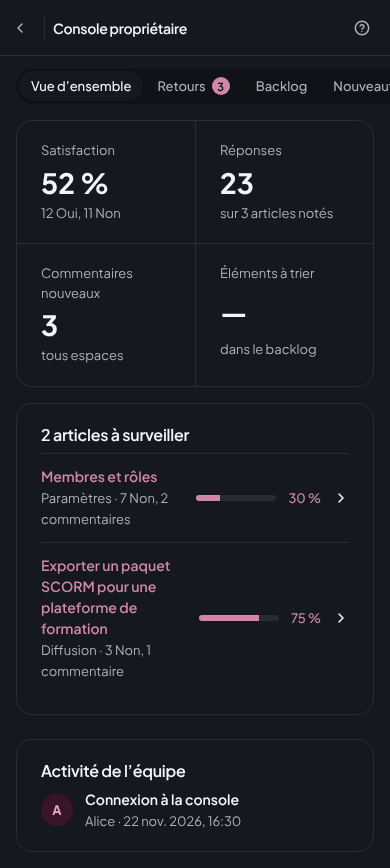 Console propriétaire
Vue d’ensemble
Retours 3
Backlog
Satisfaction
52 %
12 Oui, 11 Non
Réponses
23
sur 3 articles notés
Commentaires
nouveaux
3
tous espaces
Éléments à trier
—
dans le backlog
2 articles à surveiller
Membres et rôles
Paramètres · 7 Non, 2
commentaires
30 %
Exporter un paquet
SCORM pour une
plateforme de
formation
Diffusion · 3 Non, 1
commentaire
75 %
Activité de l’équipe
A
Connexion à la console
Alice · 22 nov. 2026, 16:30